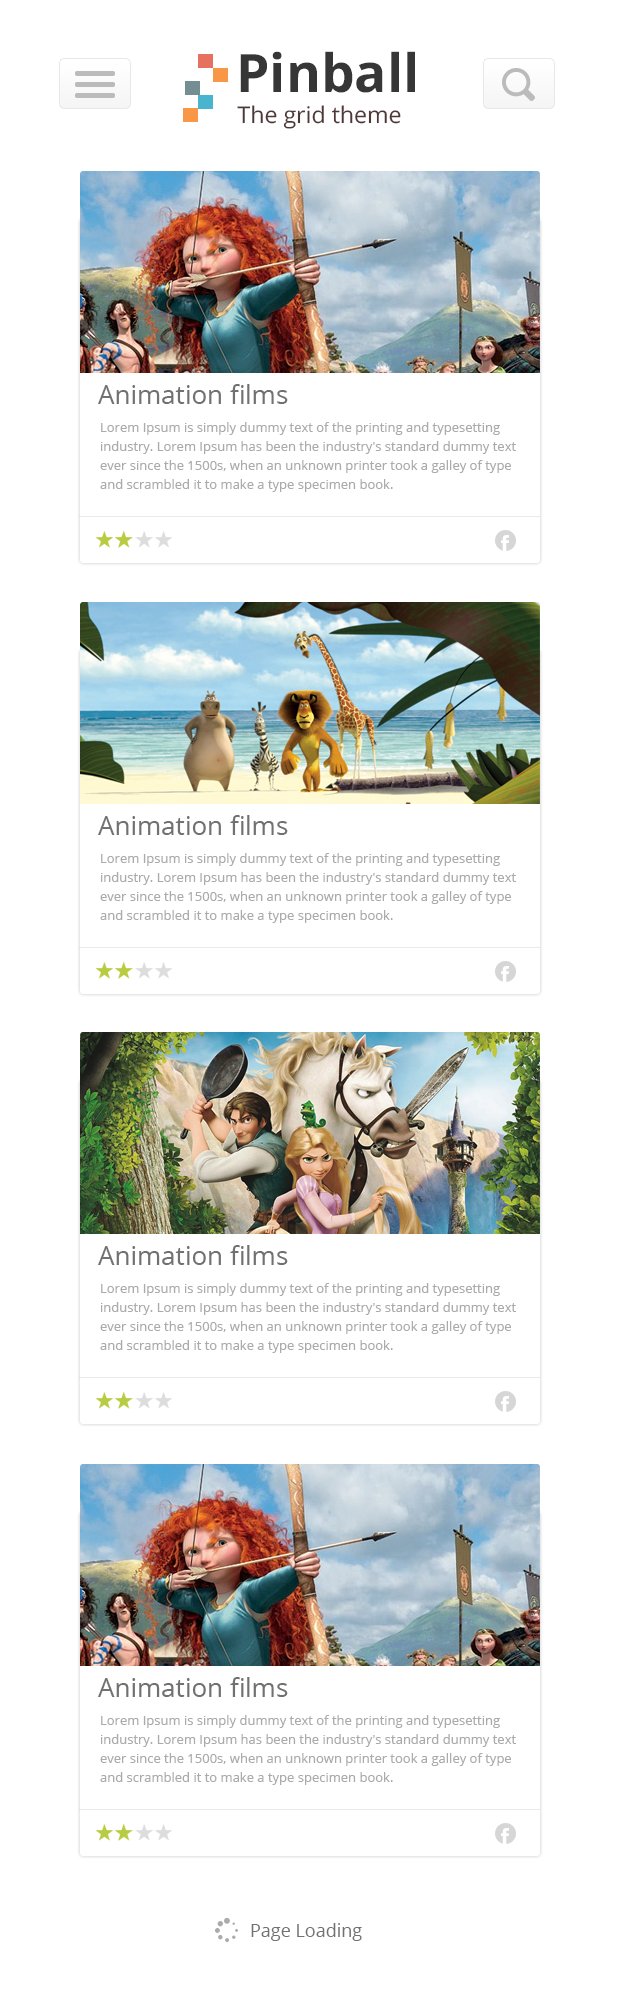 Pinball
The grid theme
Animation films
Lorem Ipsum is simply dummy text of the printing and typesetting
industry. Lorem Ipsum has been the industry's standard dummy text
ever since the 1500s, when an unknown printer took a galley of type
and scrambled it to make a type specimen book.
Animation films
Lorem Ipsum is simply dummy text of the printing and typesetting
industry. Lorem Ipsum has been the industry's standard dummy text
ever since the 1500s, when an unknown printer took a galley of type
and scrambled it to make a type specimen book.
Animation films
Lorem Ipsum is simply dummy text of the printing and typesetting
industry. Lorem Ipsum has been the industry's standard dummy text
ever since the 1500s, when an unknown printer took a galley of type
and scrambled it to make a type specimen book.
Animation films
Lorem Ipsum is simply dummy text of the printing and typesetting
industry. Lorem Ipsum has been the industry's standard dummy text
ever since the 1500s, when an unknown printer took a galley of type
and scrambled it to make a type specimen book.
Page Loading